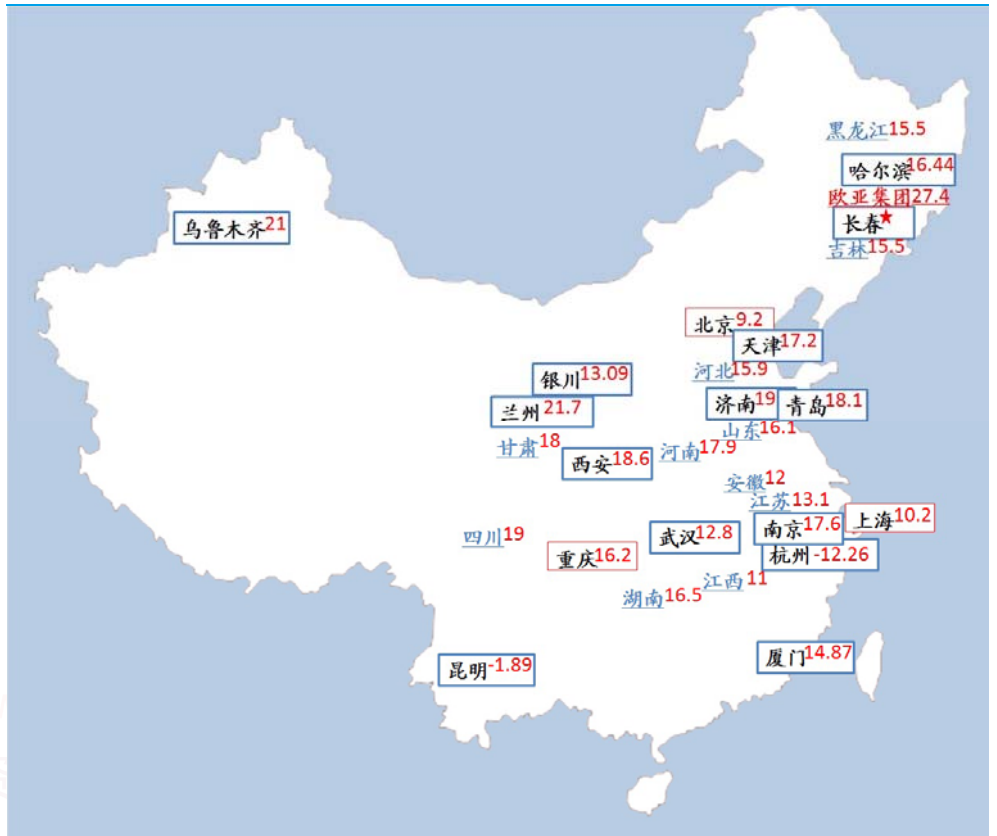 黑龙江15.5
哈尔滨16.44
欧亚集团27.4
长春★
吉林15.5
乌鲁木齐21
北京9.2
天津17.2
河北15.9
银川13.09
兰州21.7
济南19
青岛18.1
山东16.1
甘肃18
西安18.6
河南17.9
安徽12
江苏13.1
上海10.2
南京17.6
武汉12.8
四川19
重庆16.2
杭州-12.26
江西11
湖南16.5
昆明-1.89
厦门14.87